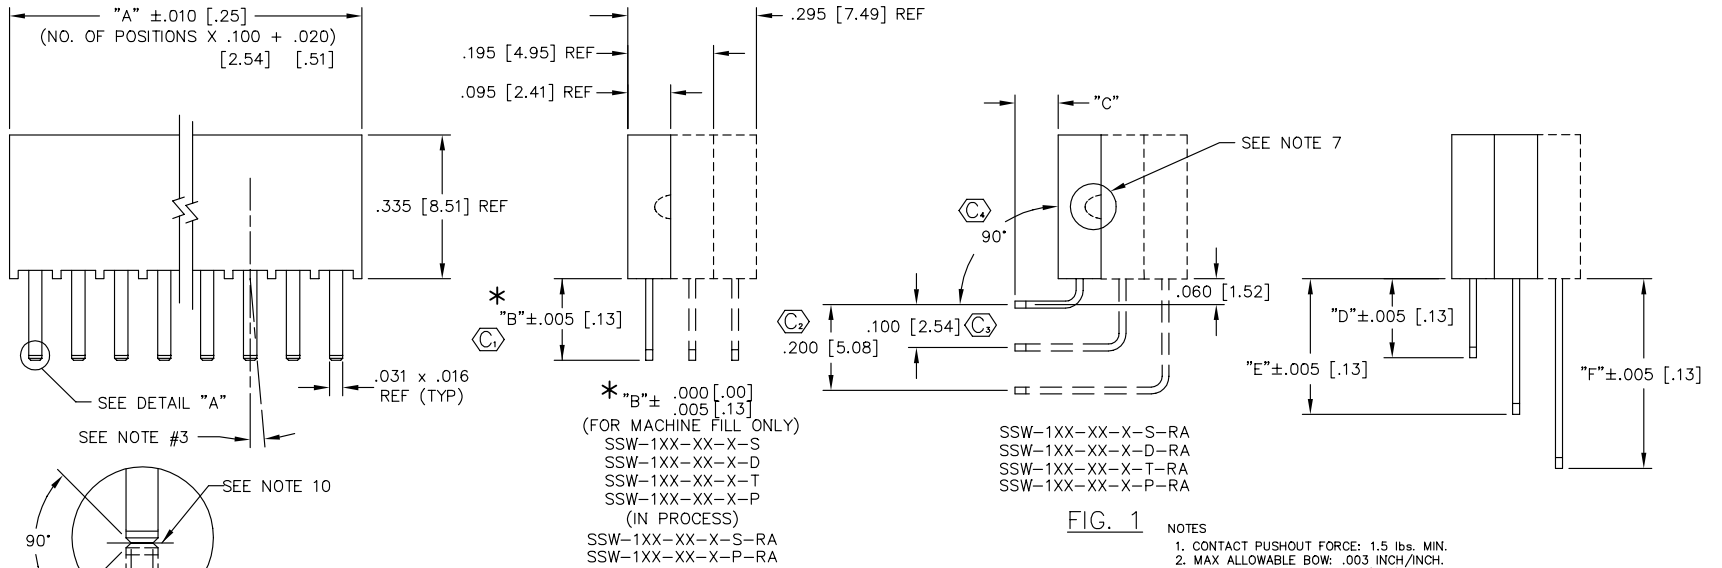 "A" ±.010 [.25]
(NO. OF POSITIONS X .100 + .020)
[2.54] [.51]
.335 [8.51] REF
.031 x .016
REF (TYP)
SEE DETAIL "A"
SEE NOTE #3
SEE NOTE 10
90°
.295 [7.49] REF
.195 [4.95] REF
.095 [2.41] REF
*
"B"±.005 [.13]
C1
* "B"± .000 [.00]
.005 [.13]
(FOR MACHINE FILL ONLY)
SSW-1XX-XX-X-S
SSW-1XX-XX-X-D
SSW-1XX-XX-X-T
SSW-1XX-XX-X-P
(IN PROCESS)
SSW-1XX-XX-X-S-RA
SSW-1XX-XX-X-P-RA
"C"
SEE NOTE 7
C4
90°
.060 [1.52]
C2
.100 [2.54] C3
.200 [5.08]
SSW-1XX-XX-X-S-RA
SSW-1XX-XX-X-D-RA
SSW-1XX-XX-X-T-RA
SSW-1XX-XX-X-P-RA
FIG. 1
"D"±.005 [.13]
"E"±.005 [.13]
"F"±.005 [.13]
NOTES
1. CONTACT PUSHOUT FORCE: 1.5 lbs. MIN.
2. MAX ALLOWABLE BOW: .003 INCH/INCH.